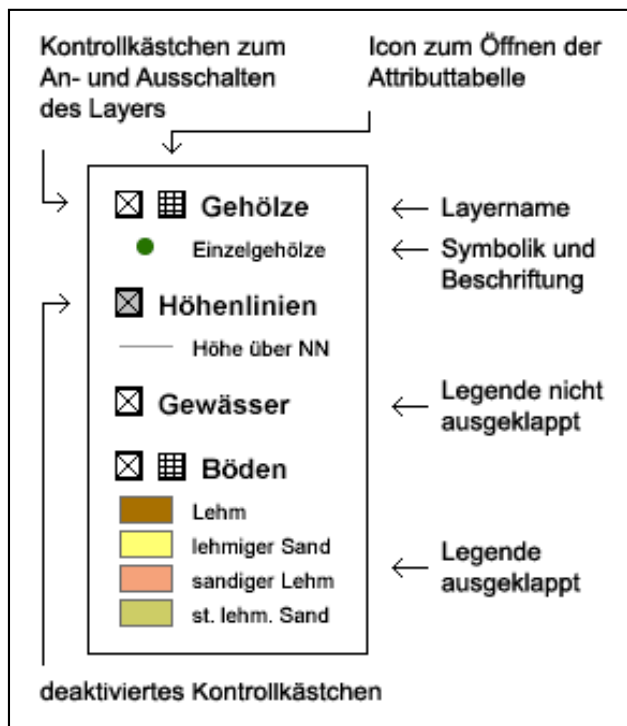 Kontrollkästchen zum
An- und Ausschalten
des Layers
Icon zum Öffnen der
Attributtabelle
Gehölze
Einzelgehölze
Höhenlinien
Höhe über NN
Gewässer
Böden
Lehm
lehmiger Sand
sandiger Lehm
st. lehm. Sand
Layername
Symbolik und
Beschriftung
Legende nicht
ausgeklappt
Legende
ausgeklappt
deaktiviertes Kontrollkästchen